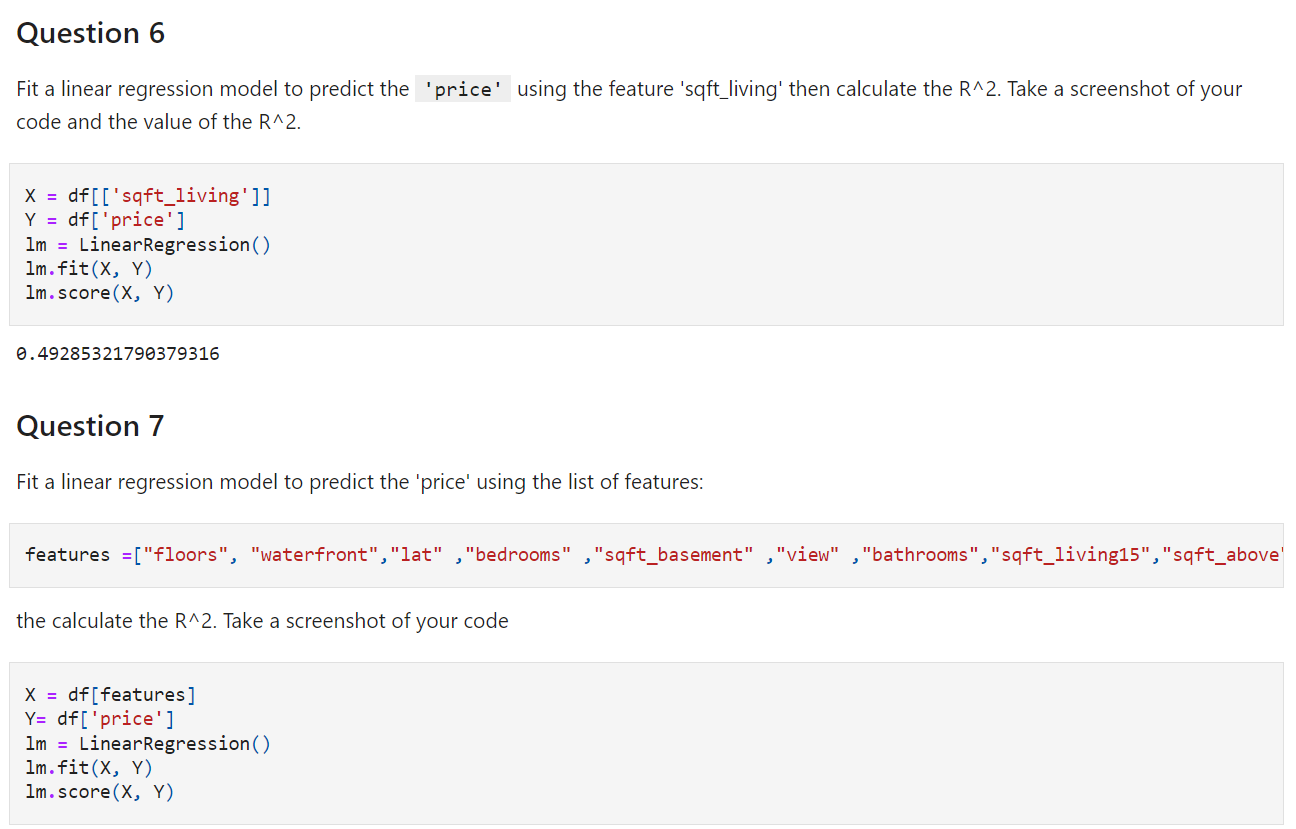 Question 6
Fit a linear regression model to predict the 'price' using the feature 'sqft_living' then calculate the R^2. Take a screenshot of your
code and the value of the R^2.
X = df[['sqft_living']]
Y = df['price']
lm = LinearRegression()
lm.fit(X, Y)
lm.score(X, Y)
0.49285321790379316
Question 7
Fit a linear regression model to predict the 'price' using the list of features:
features =["floors", "waterfront","lat" ,"bedrooms" ,"sqft_basement" ,"view" ,"bathrooms","sqft_living15","sqft_above"
the calculate the R^2. Take a screenshot of your code
X = df[features]
Y= df['price']
lm = LinearRegression()
lm.fit(X, Y)
lm.score(X, Y)